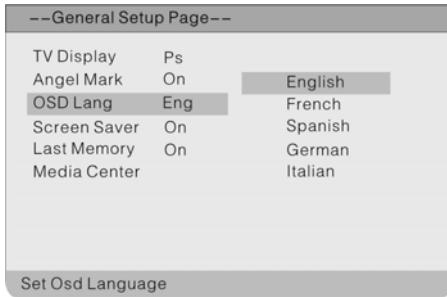 --General Setup Page--
TV Display Ps
Angel Mark On English
OSD Lang Eng French
Screen Saver On Spanish
Last Memory On German
Media Center Italian
Set Osd Language